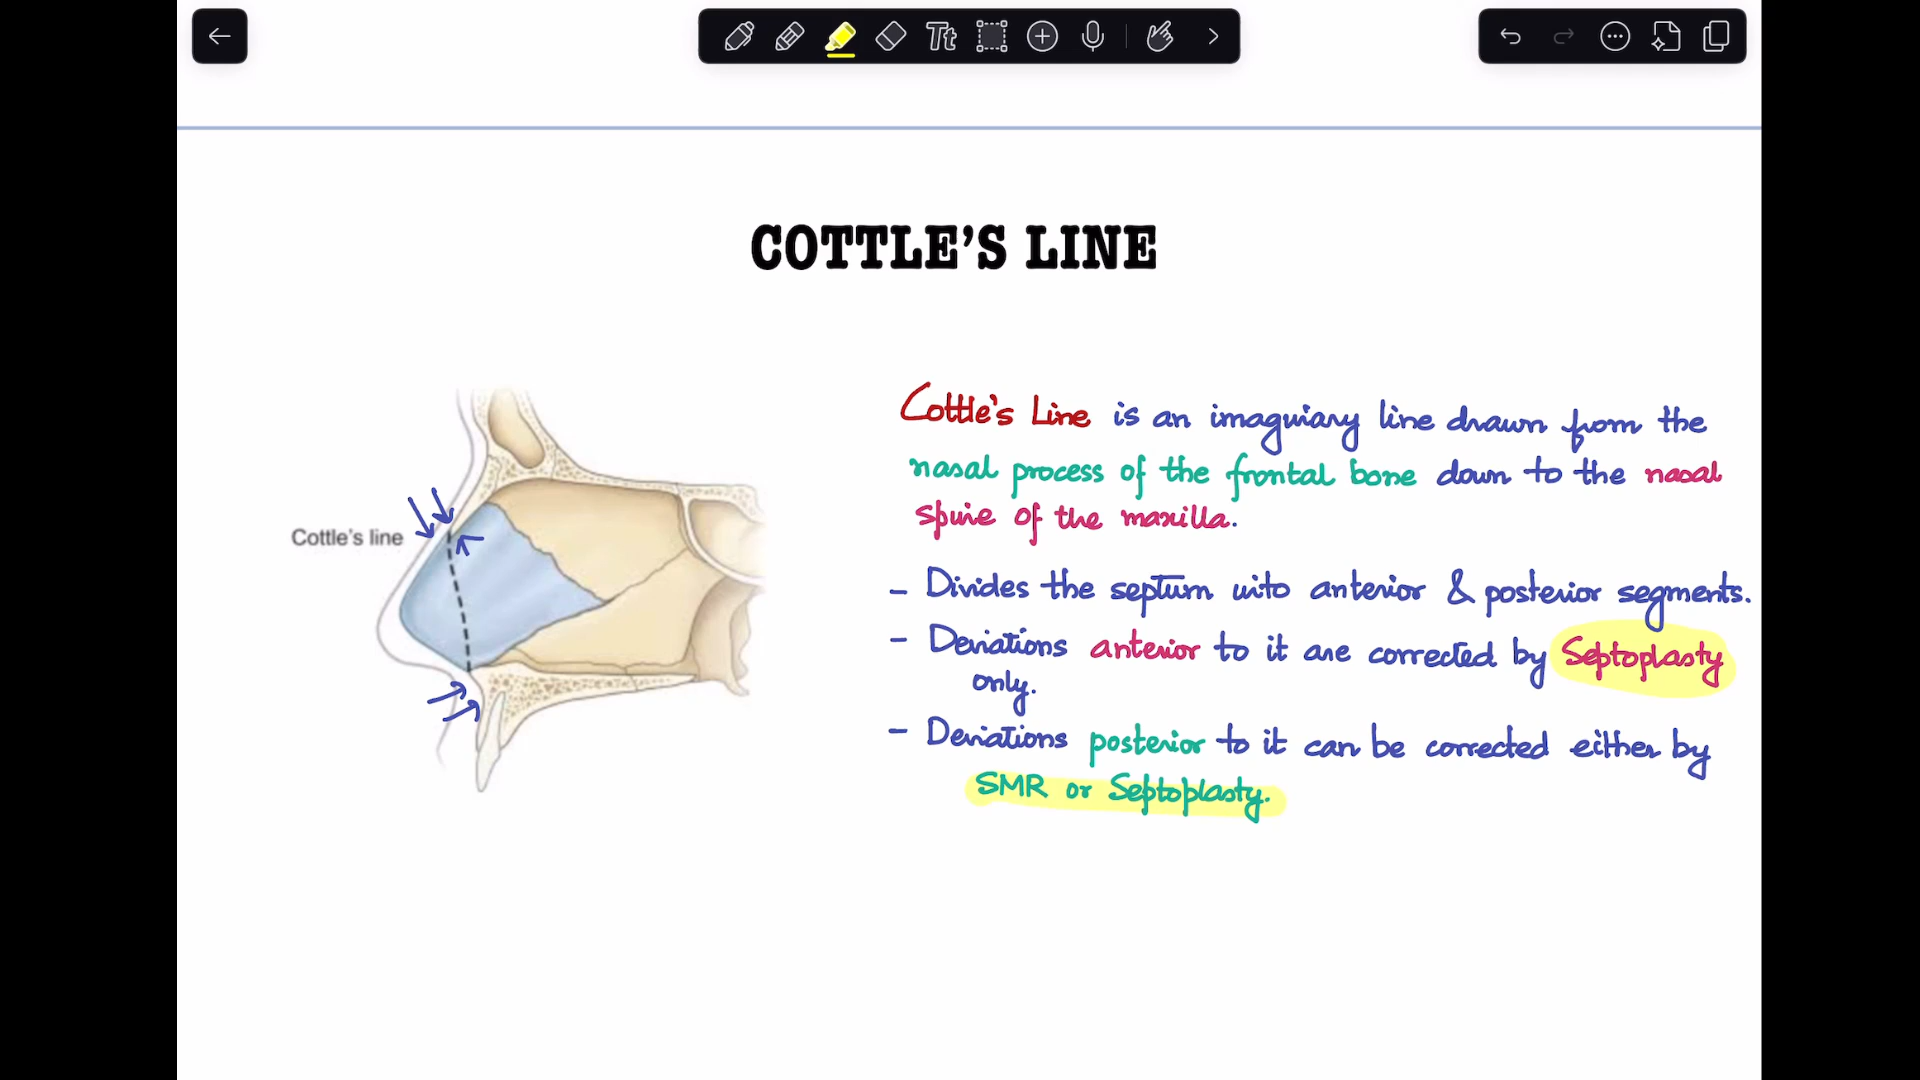 Tt
COTTLE'S LINE
Cottle's line
Cottle's Line is an imaginary line drawn from the
nasal process of the frontal bone down to the nasal
spine of the maxilla.
- Divides the septum into anterior & posterior segments.
- Deviations anterior to it are corrected by Septoplasty
only.
- Deviations posterior to it can be corrected either by
SMR or Septoplasty.